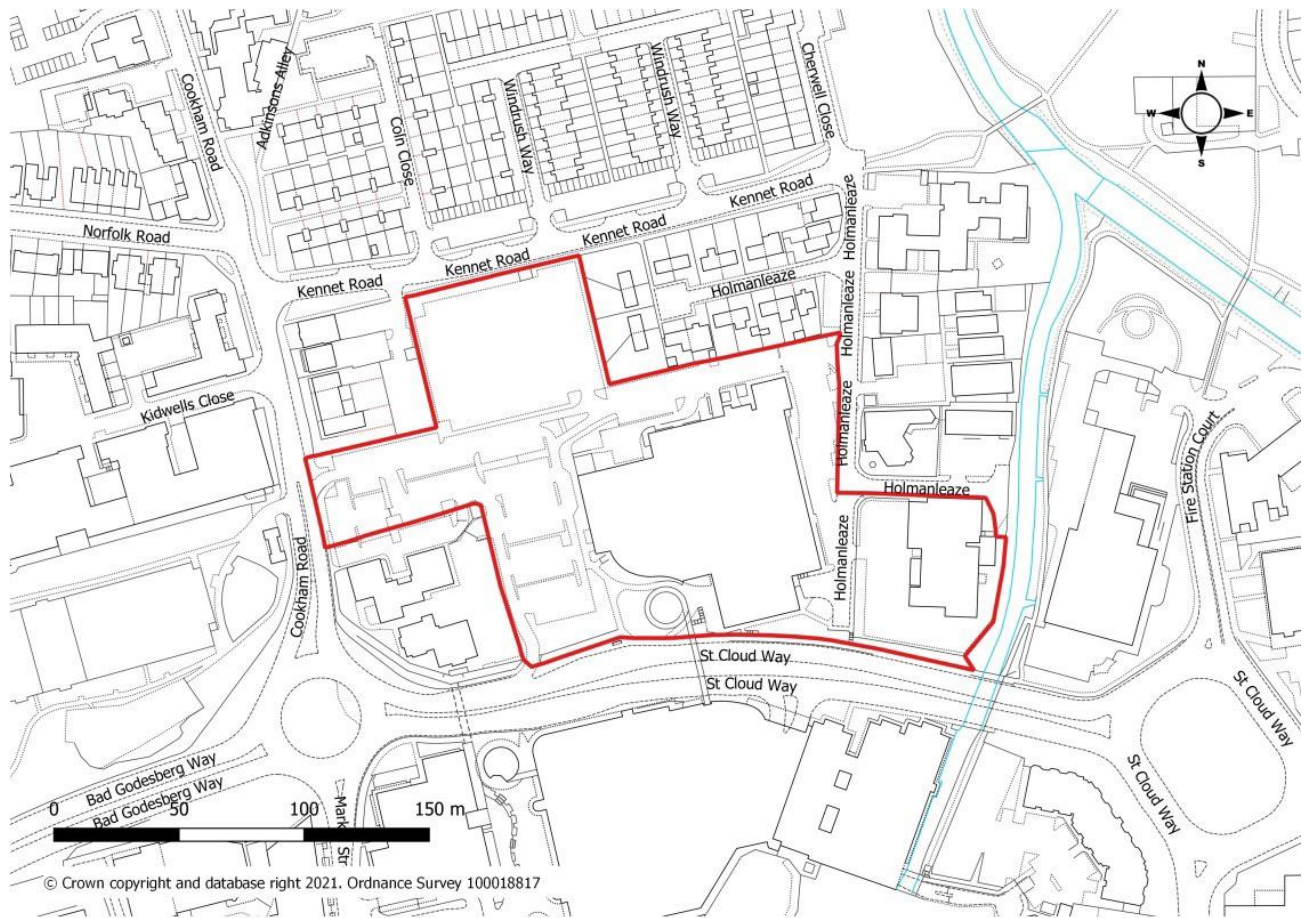 Cookham Road
Adkinsons Alley
Colin Close
Windrush Way
Windrush Way
Cherwell Close
N
W
E
S
Norfolk Road
Kennet Road
Kennet Road
Kennet Road
Kennet Road
Holmanleaze
Holmanleaze
Holmanleaze
Holmanleaze
Kidwells Close
Holmanleaze
Holmanleaze
Fire Station Court
Cookham Road
St Cloud Way
St Cloud Way
St Cloud Way
St Cloud Way
Bad Godesberg Way
Bad Godesberg Way
Mark
St
0 50 100 150 m
© Crown copyright and database right 2021. Ordnance Survey 100018817